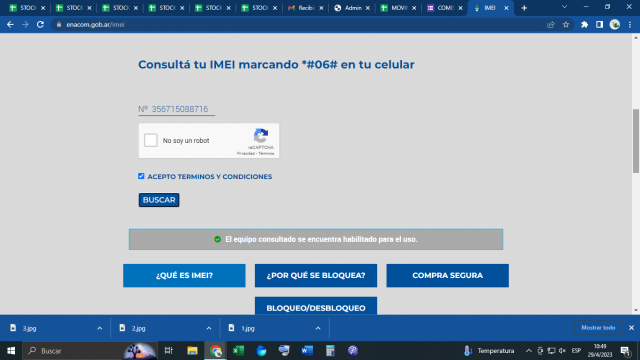 STOCK
STOCK
STOCK
STOCK
STOCK
STOCK
Recibi
Admin
MOVI
COM
IMEI
enacom.gob.ar/imei
Consultá tu IMEI marcando *#06# en tu celular
Nº 356715088716
No soy un robot
reCAPTCHA
Privacidad - Términos
ACEPTO TERMINOS Y CONDICIONES
BUSCAR
El equipo consultado se encuentra habilitado para el uso.
¿QUÉ ES IMEI?
¿POR QUÉ SE BLOQUEA?
COMPRA SEGURA
BLOQUEO/DESBLOQUEO
3.jpg
2.jpg
1.jpg
Mostrar todo
Buscar
Temperatura
ESP
10:49
29/4/2023